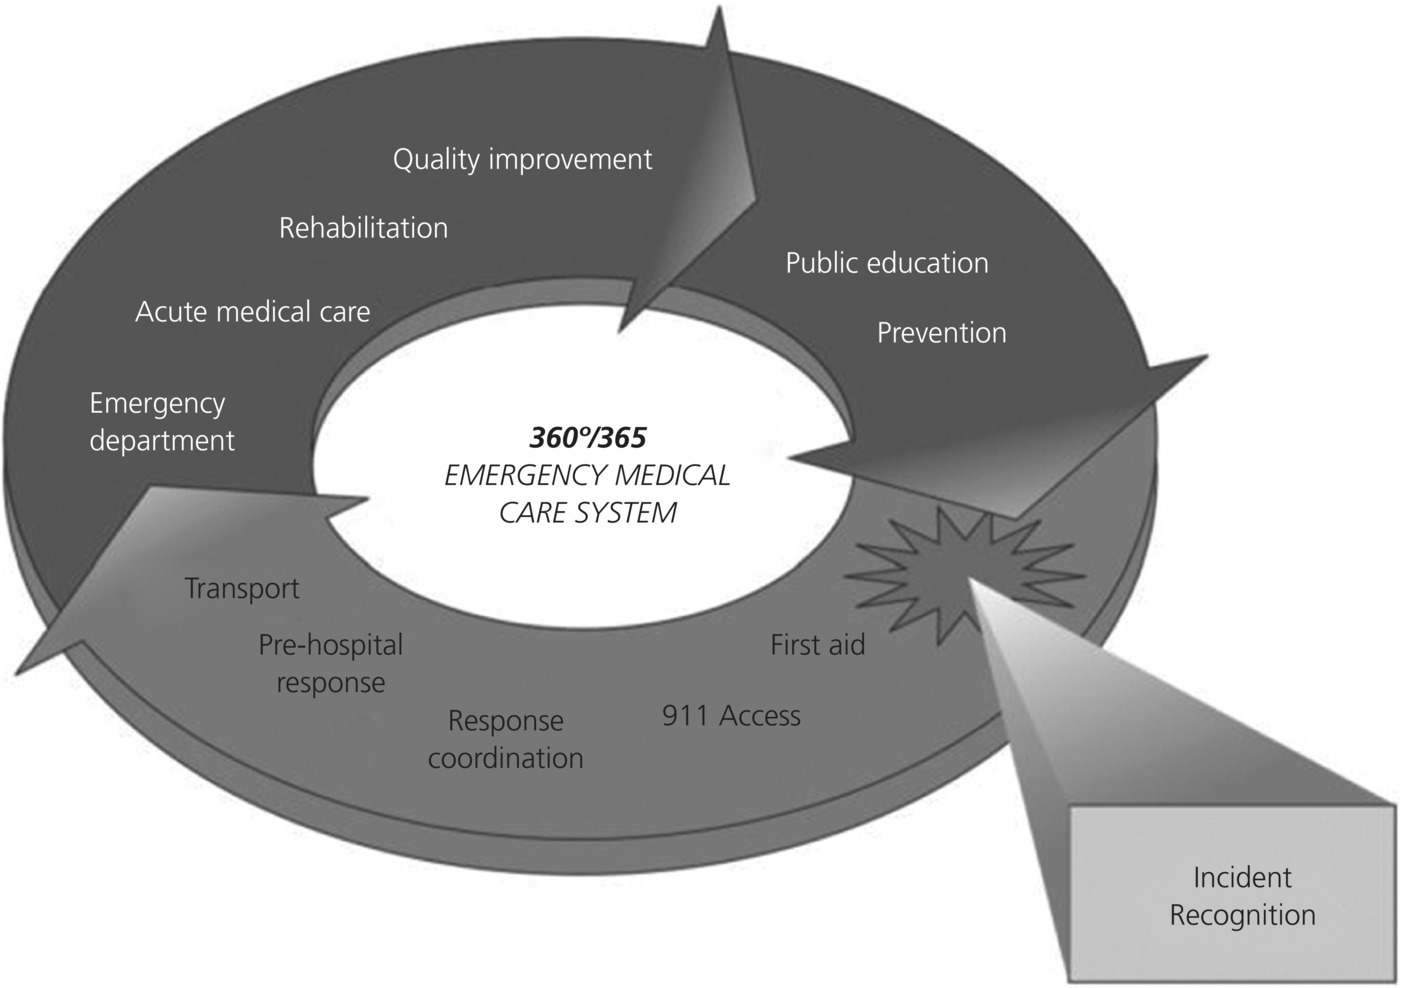 Quality improvement
Rehabilitation
Acute medical care
Emergency
department
Public education
Prevention
360º/365
EMERGENCY MEDICAL
CARE SYSTEM
Transport
Pre-hospital
response
Response
coordination
911 Access
First aid
Incident
Recognition